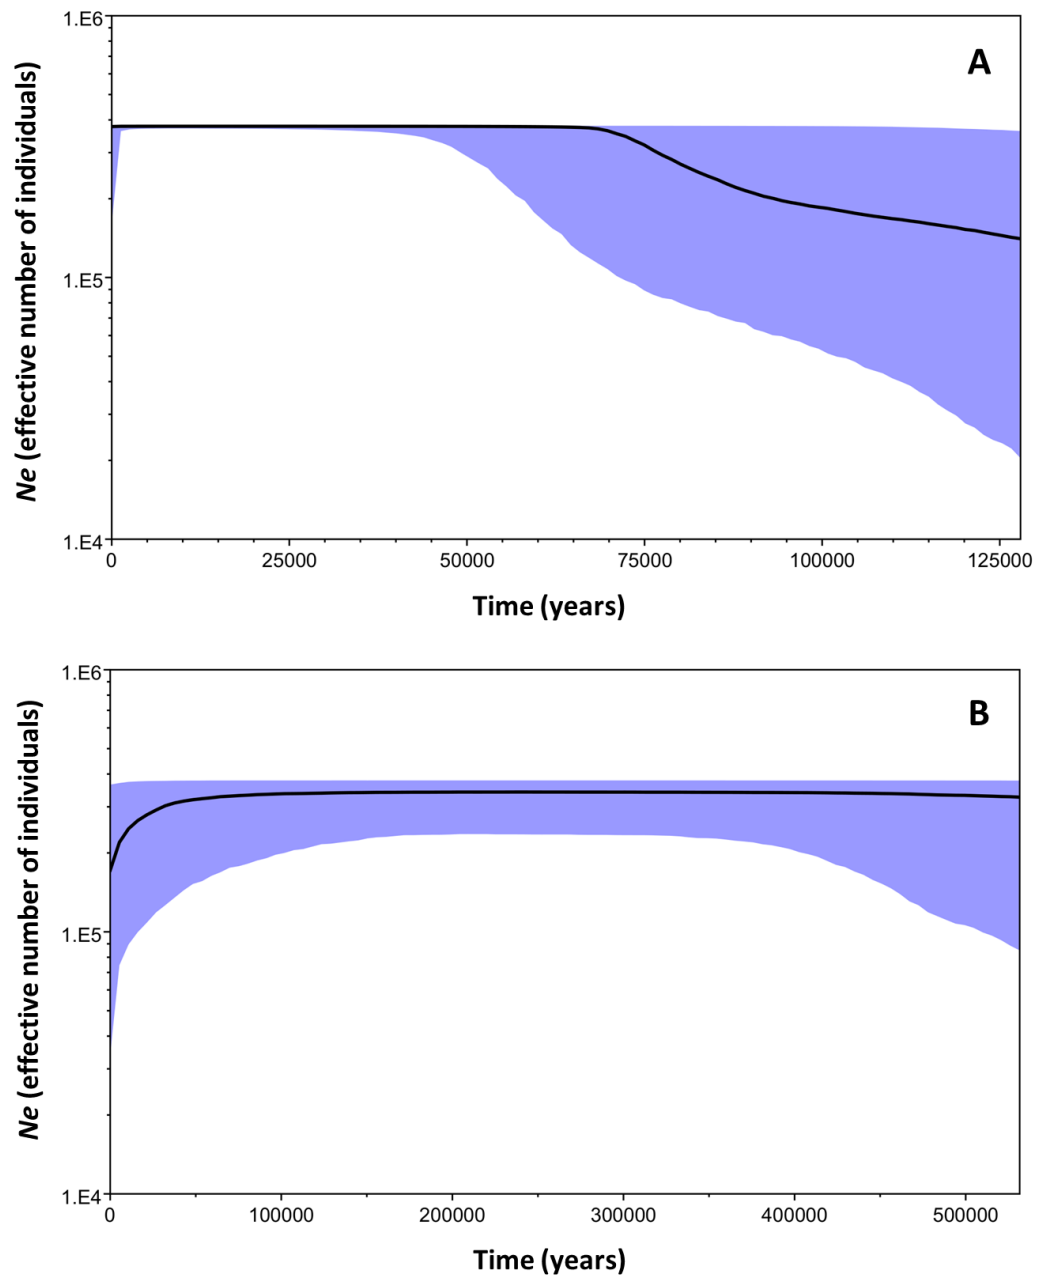 1.E6
A
Ne (effective number of individuals)
1.E5
1.E4
0 25000 50000 75000 100000 125000
Time (years)
1.E6
B
Ne (effective number of individuals)
1.E5
1.E4
0 100000 200000 300000 400000 500000
Time (years)